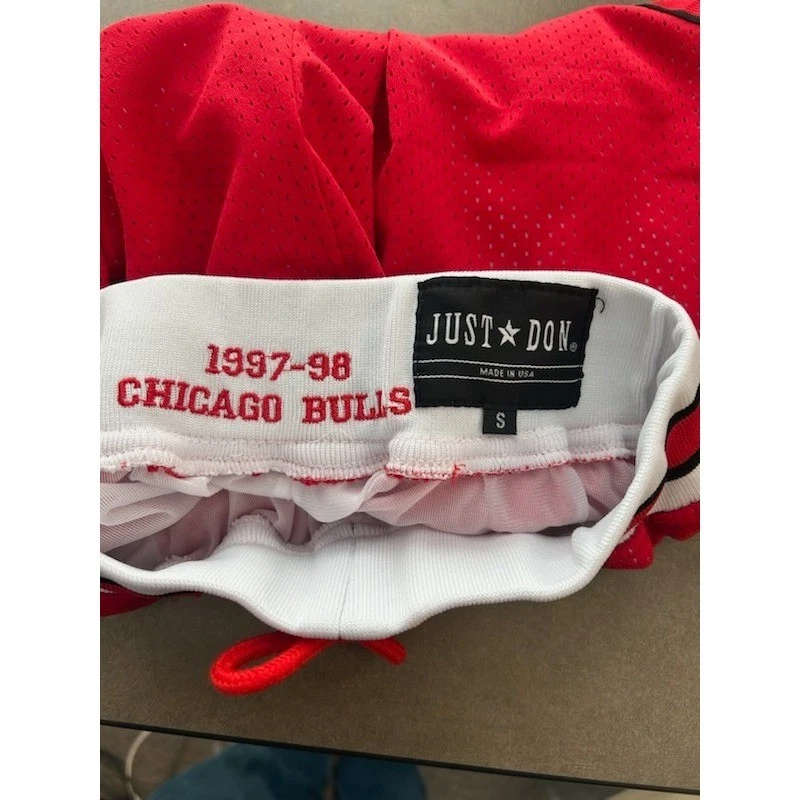 1997-98
CHICAGO BULLS
JUST★DON®
MADE IN USA
S